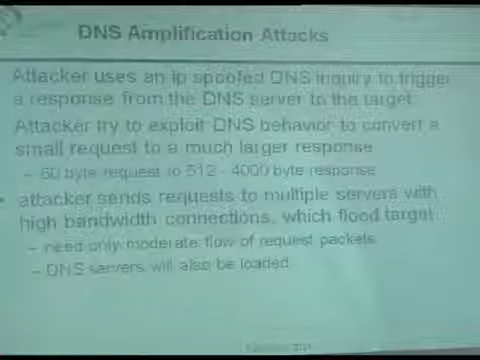 DNS Amplification Attacks
Attacker uses an ip spoofed DNS inquiry to trigger
a response from the DNS server to the target.
Attacker try to exploit DNS behavior to convert a
small request to a much larger response
– 60 byte request to 512 - 4000 byte response
• attacker sends requests to multiple servers with
high bandwidth connections, which flood target
– need only moderate flow of request packets
– DNS servers will also be loaded